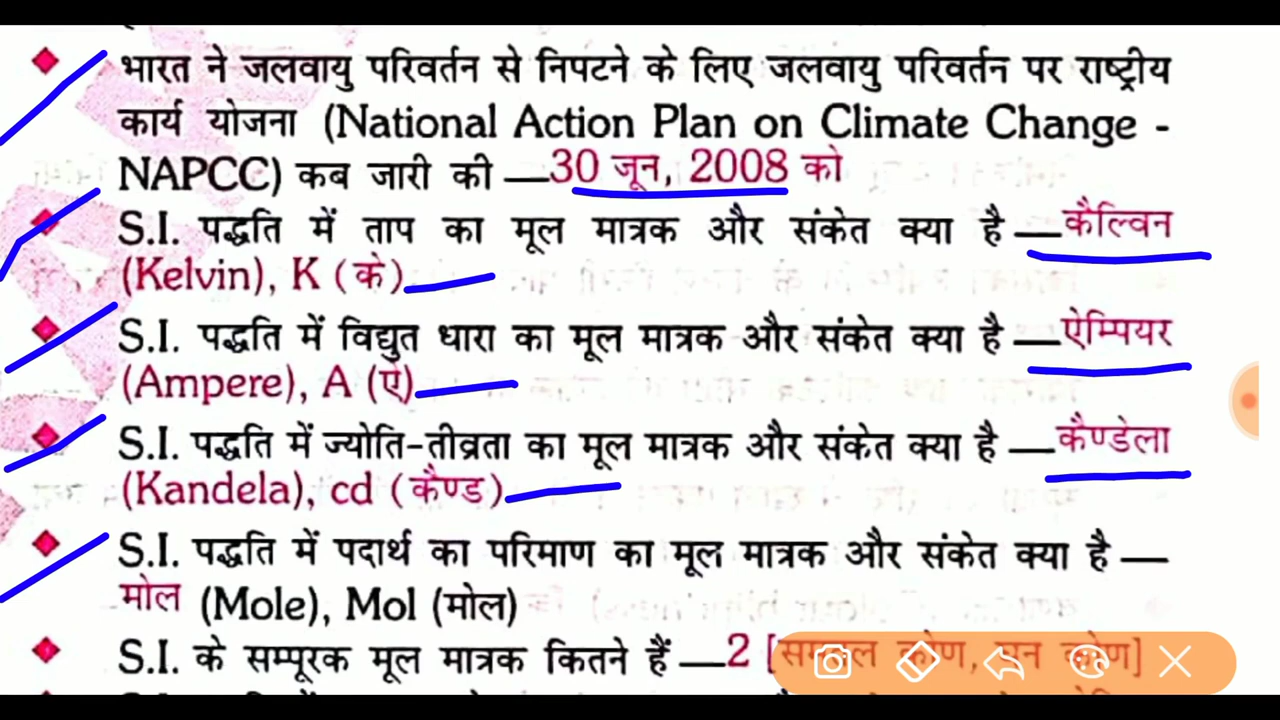 भारत ने जलवायु परिवर्तन से निपटने के लिए जलवायु परिवर्तन पर राष्ट्रीय
कार्य योजना (National Action Plan on Climate Change -
NAPCC) कब जारी की —30 जून, 2008 को
S.I. पद्धति में ताप का मूल मात्रक और संकेत क्या है —कैल्विन
(Kelvin), K (के)
S.I. पद्धति में विद्युत धारा का मूल मात्रक और संकेत क्या है —ऐम्पियर
(Ampere), A (ऐ)
S.I. पद्धति में ज्योति-तीव्रता का मूल मात्रक और संकेत क्या है —कैण्डेला
(Kandela), cd (कैण्ड)
S.I. पद्धति में पदार्थ का परिमाण का मूल मात्रक और संकेत क्या है —
मोल (Mole), Mol (मोल)
S.I. के सम्पूरक मूल मात्रक कितने हैं —2 [कोण, कोण]